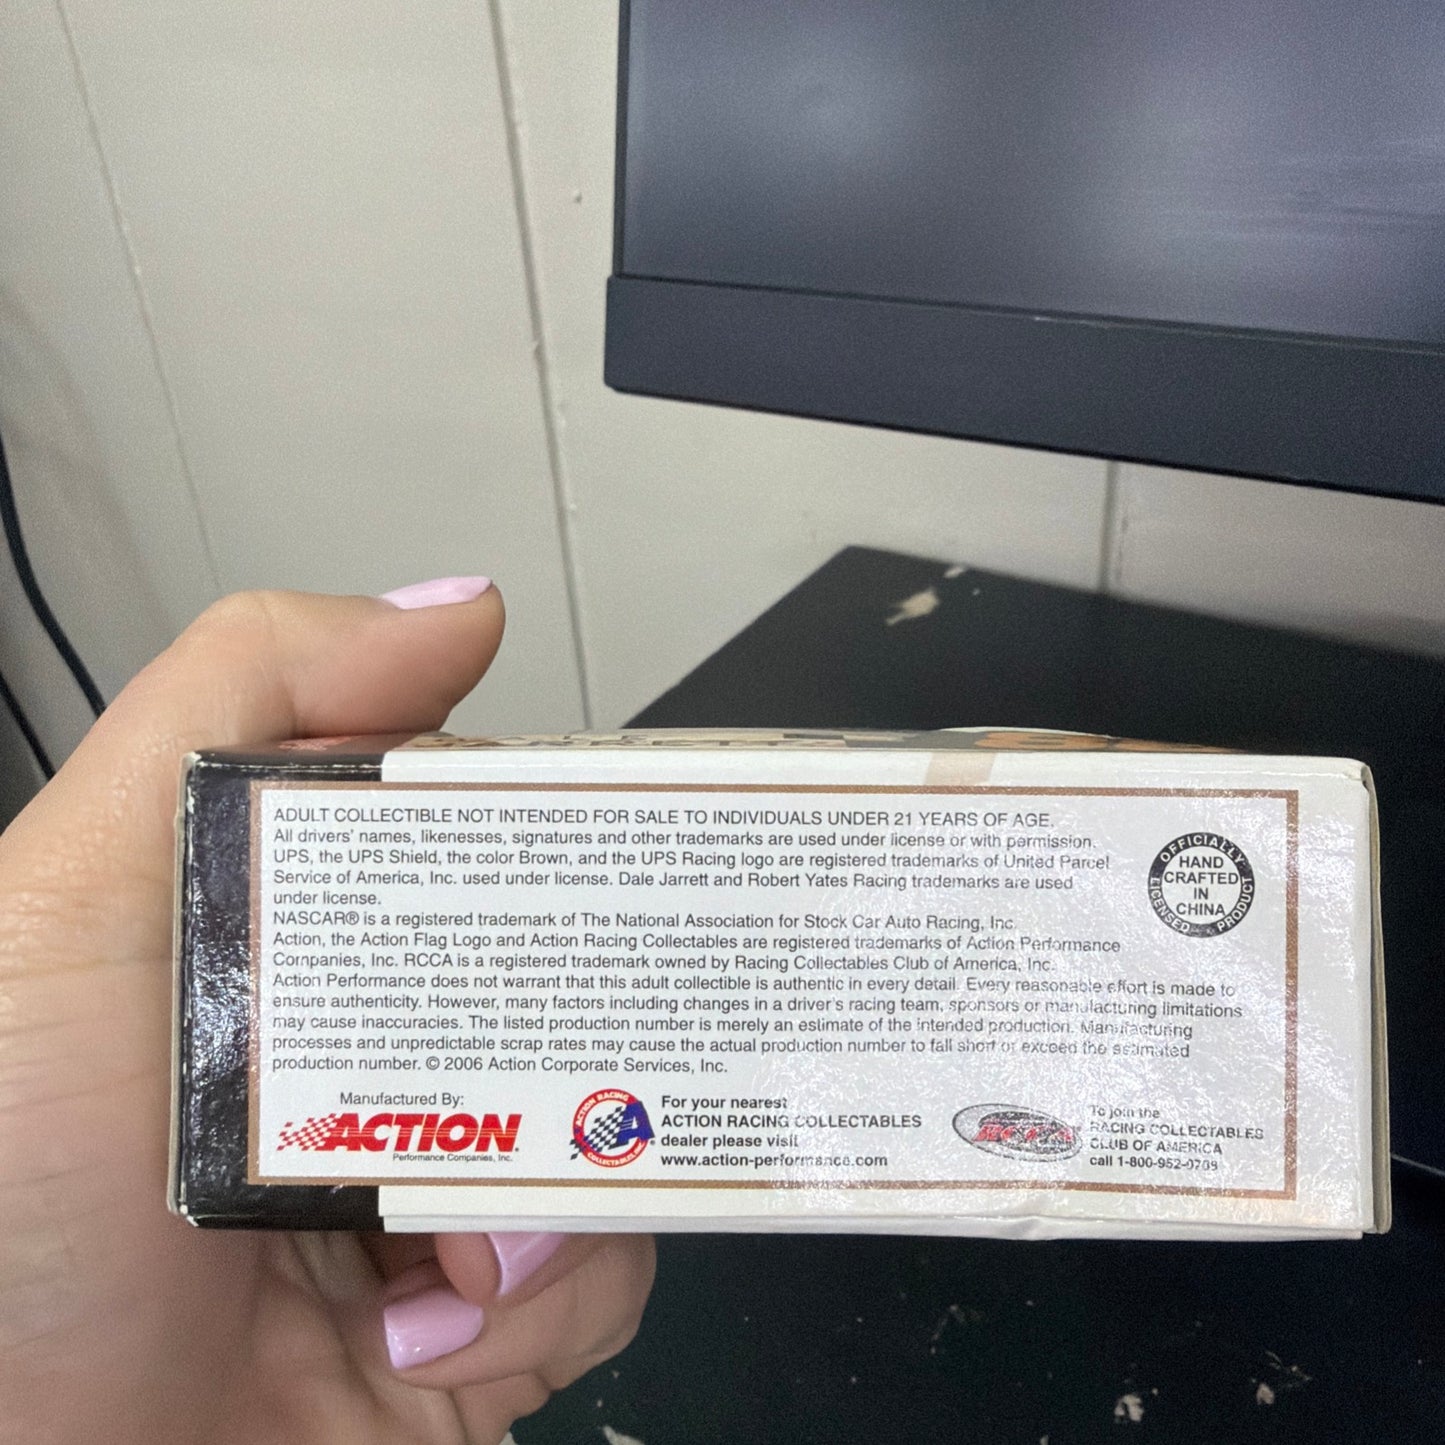 DALE JARRETT
88
ADULT COLLECTIBLE NOT INTENDED FOR SALE TO INDIVIDUALS UNDER 21 YEARS OF AGE.
All drivers' names, likenesses, signatures and other trademarks are used under license or with permission.
UPS, the UPS Shield, the color Brown, and the UPS Racing logo are registered trademarks of United Parcel
Service of America, Inc. used under license. Dale Jarrett and Robert Yates Racing trademarks are used
under license.
NASCAR® is a registered trademark of The National Association for Stock Car Auto Racing, Inc.
Action, the Action Flag Logo and Action Racing Collectables are registered trademarks of Action Performance
Companies, Inc. RCCA is a registered trademark owned by Racing Collectables Club of America, Inc.
Action Performance does not warrant that this adult collectible is authentic in every detail. Every reasonable effort is made to
ensure authenticity. However, many factors including changes in a driver's racing team, sponsors or manufacturing limitations
may cause inaccuracies. The listed production number is merely an estimate of the intended production. Manufacturing
processes and unpredictable scrap rates may cause the actual production number to fall short or exceed the estimated
production number. © 2006 Action Corporate Services, Inc.
OFFICIALLY LICENSED PRODUCT
HAND
CRAFTED
IN
CHINA
Manufactured By:
ACTION
Performance Companies, Inc.
ACTION RACING COLLECTABLES, INC.
A
For your nearest
ACTION RACING COLLECTABLES
dealer please visit
www.action-performance.com
RCCA
To join the
RACING COLLECTABLES
CLUB OF AMERICA
call 1-800-952-0708